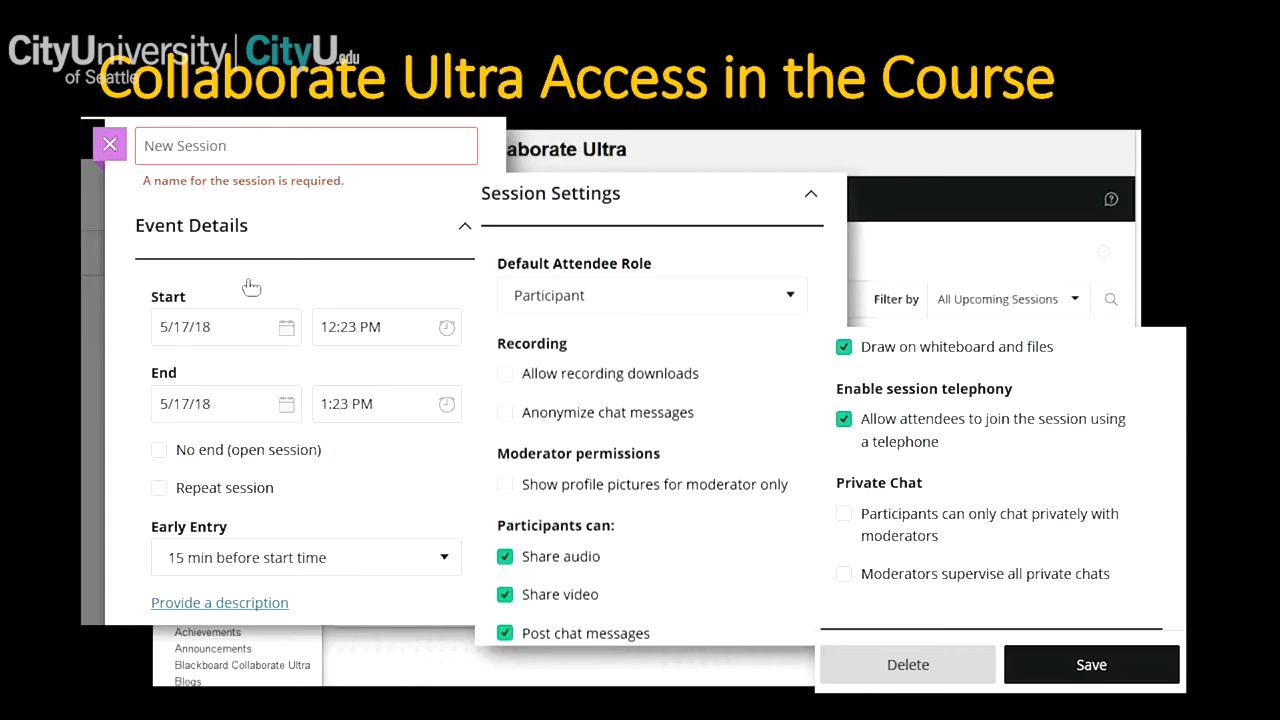 CityUniversity | CityU.edu
of Seattle
Collaborate Ultra Access in the Course
New Session
A name for the session is required.
Event Details
Start
5/17/18
12:23 PM
End
5/17/18
1:23 PM
No end (open session)
Repeat session
Early Entry
15 min before start time
Provide a description
Achievements
Announcements
Blackboard Collaborate Ultra
Blogs
aborate Ultra
Session Settings
Default Attendee Role
Participant
Recording
Allow recording downloads
Anonymize chat messages
Moderator permissions
Show profile pictures for moderator only
Participants can:
Share audio
Share video
Post chat messages
Filter by
All Upcoming Sessions
Draw on whiteboard and files
Enable session telephony
Allow attendees to join the session using
a telephone
Private Chat
Participants can only chat privately with
moderators
Moderators supervise all private chats
Delete
Save